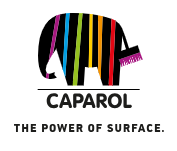 CAPAROL
THE POWER OF SURFACE.